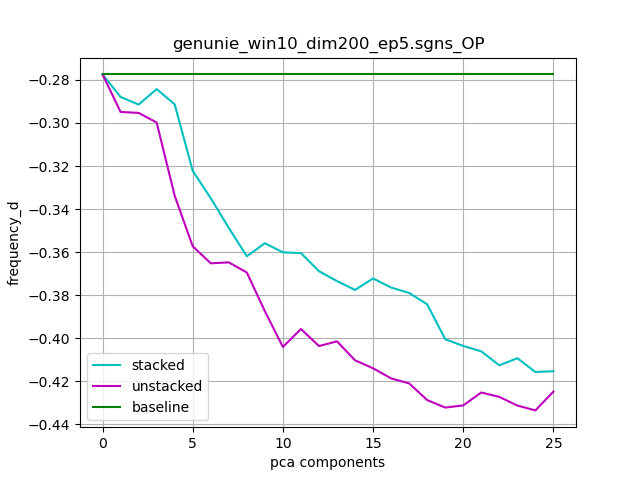 genunie_win10_dim200_ep5.sgns_OP
−0.28
−0.30
−0.32
−0.34
−0.36
−0.38
−0.40
−0.42
−0.44
frequency_d
stacked
unstacked
baseline
0 5 10 15 20 25
pca components